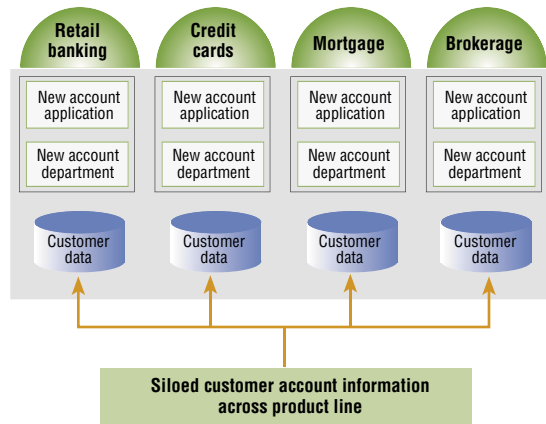 Retail
banking
Credit
cards
Mortgage
Brokerage
New account
application
New account
application
New account
application
New account
application
New account
department
New account
department
New account
department
New account
department
Customer
data
Customer
data
Customer
data
Customer
data
Siloed customer account information
across product line